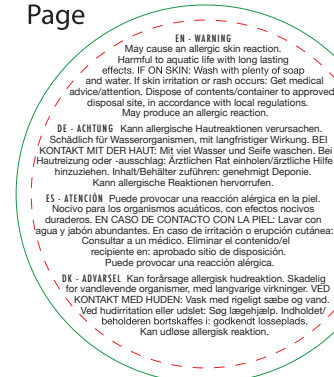 Page
EN - WARNING
May cause an allergic skin reaction.
Harmful to aquatic life with long lasting
effects. IF ON SKIN: Wash with plenty of soap
and water. If skin irritation or rash occurs: Get medical
advice/attention. Dispose of contents/container to approved
disposal site, in accordance with local regulations.
May produce an allergic reaction.
DE - ACHTUNG Kann allergische Hautreaktionen verursachen.
Schädlich für Wasserorganismen, mit langfristiger Wirkung. BEI
KONTAKT MIT DER HAUT: Mit viel Wasser und Seife waschen. Bei
Hautreizung oder -ausschlag: Ärztlichen Rat einholen/ärztliche Hilfe
hinzuziehen. Inhalt/Behälter zuführen: genehmigt Deponie.
Kann allergische Reaktionen hervorrufen.
ES - ATENCIÓN Puede provocar una reacción alérgica en la piel.
Nocivo para los organismos acuáticos, con efectos nocivos
duraderos. EN CASO DE CONTACTO CON LA PIEL: Lavar con
agua y jabón abundantes. En caso de irritación o erupción cutánea:
Consultar a un médico. Eliminar el contenido/el
recipiente en: aprobado sitio de disposición.
Puede provocar una reacción alérgica.
DK - ADVARSEL Kan forårsage allergisk hudreaktion. Skadelig
for vandlevende organismer, med langvarige virkninger. VED
KONTAKT MED HUDEN: Vask med rigeligt sæbe og vand.
Ved hudirritation eller udslet: Søg lægehjælp. Indholdet/
beholderen bortskaffes i: godkendt losseplads.
Kan udløse allergisk reaktion.